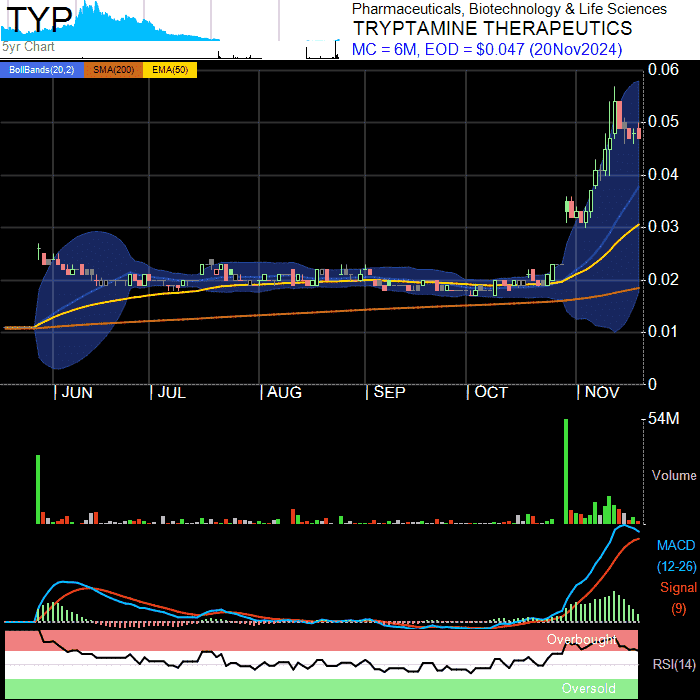 TYP
5yr Chart
Pharmaceuticals, Biotechnology & Life Sciences
TRYPTAMINE THERAPEUTICS
MC = 6M, EOD = $0.047 (20Nov2024)
BollBands(20,2) SMA(200) EMA(50)
0.06
0.05
0.04
0.03
0.02
0.01
0
JUN JUL AUG SEP OCT NOV
54M
Volume
MACD
(12-26)
Signal
(9)
Overbought
RSI(14)
Oversold